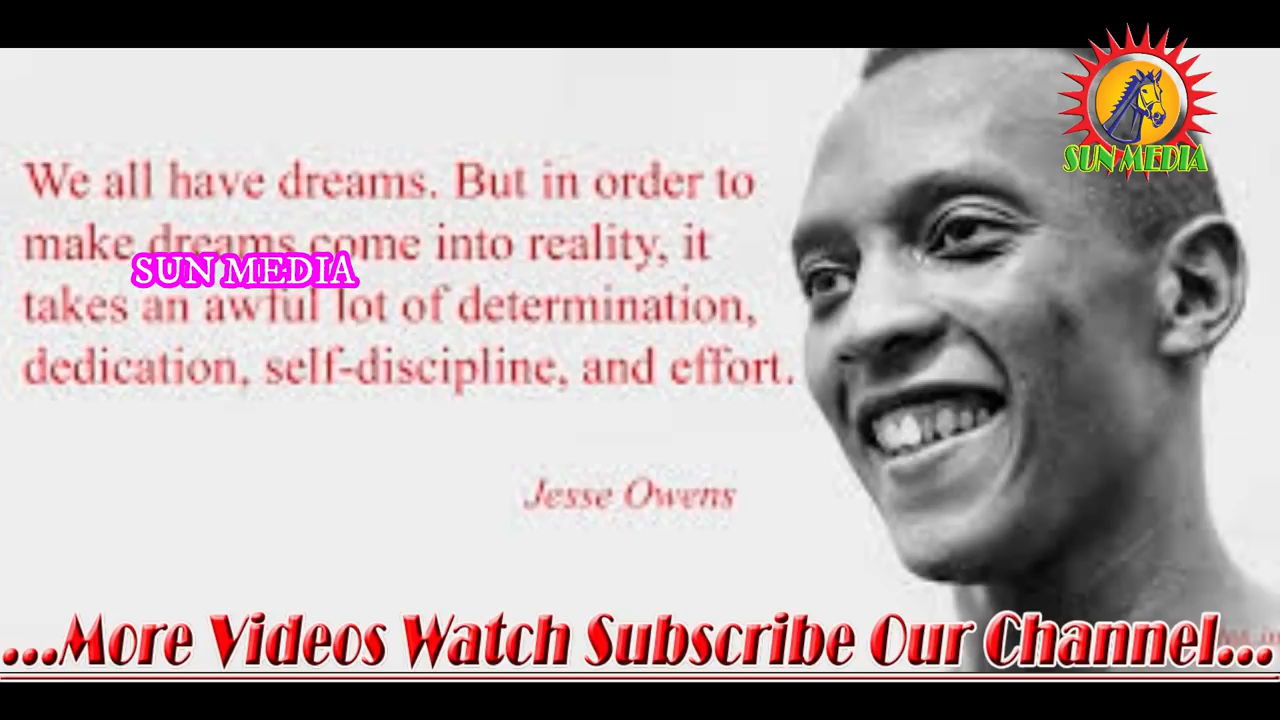 SUN MEDIA
We all have dreams. But in order to
make dreams come into reality, it
SUN MEDIA
takes an awful lot of determination,
dedication, self-discipline, and effort.
Jesse Owens
...More Videos Watch Subscribe Our Channel...